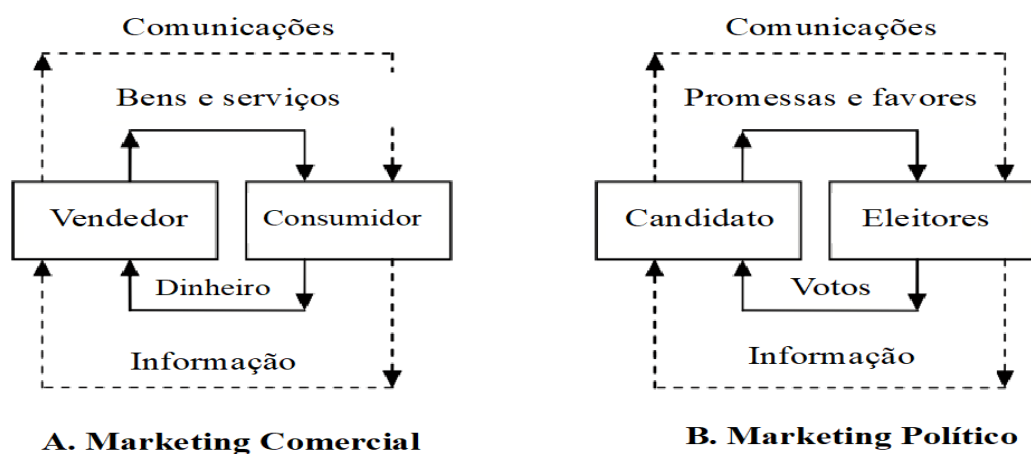 Comunicações
Bens e serviços
Vendedor
Consumidor
Dinheiro
Informação
A. Marketing Comercial
Comunicações
Promessas e favores
Candidato
Eleitores
Votos
Informação
B. Marketing Político